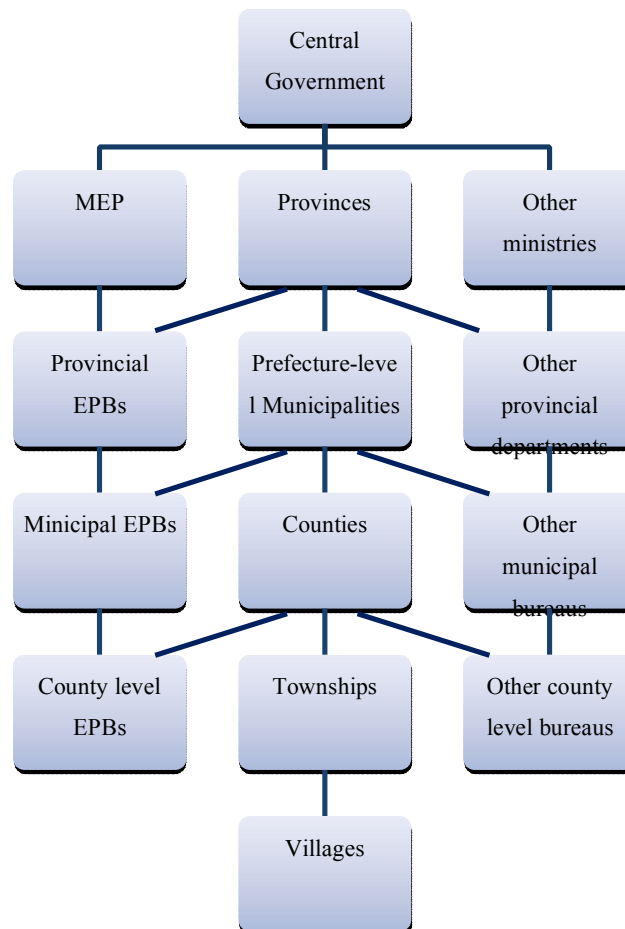 Central
Government
MEP
Provinces
Other
ministries
Provincial
EPBs
Prefecture-leve
l Municipalities
Other
provincial
departments
Minicipal EPBs
Counties
Other
municipal
bureaus
County level
EPBs
Townships
Other county
level bureaus
Villages